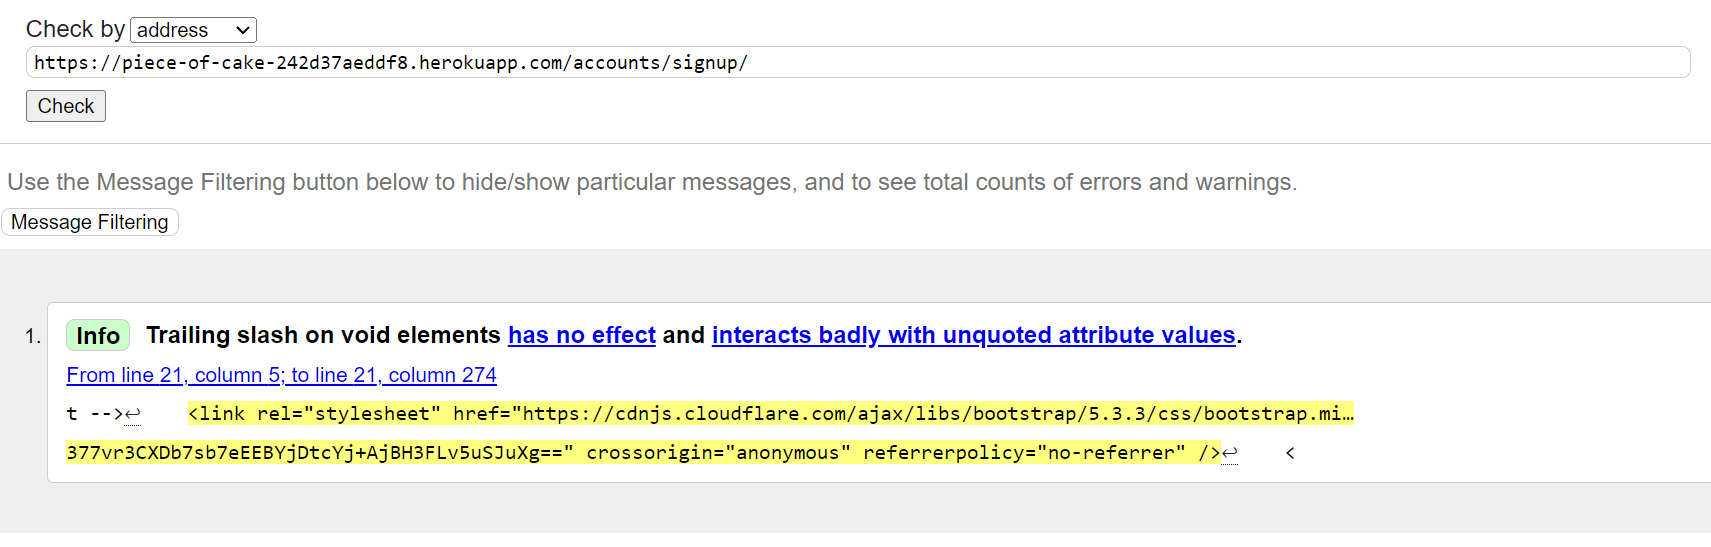 Check by address
https://piece-of-cake-242d37aeddf8.herokuapp.com/accounts/signup/
Check
Use the Message Filtering button below to hide/show particular messages, and to see total counts of errors and warnings.
Message Filtering
1. Info Trailing slash on void elements has no effect and interacts badly with unquoted attribute values.
From line 21, column 5; to line 21, column 274
t -->↩    <link rel="stylesheet" href="https://cdnjs.cloudflare.com/ajax/libs/bootstrap/5.3.3/css/bootstrap.mi…
377vr3CXDb7sb7eEEBYjDtcYj+AjBH3FLv5uSJuXg==" crossorigin="anonymous" referrerpolicy="no-referrer" />↩    <